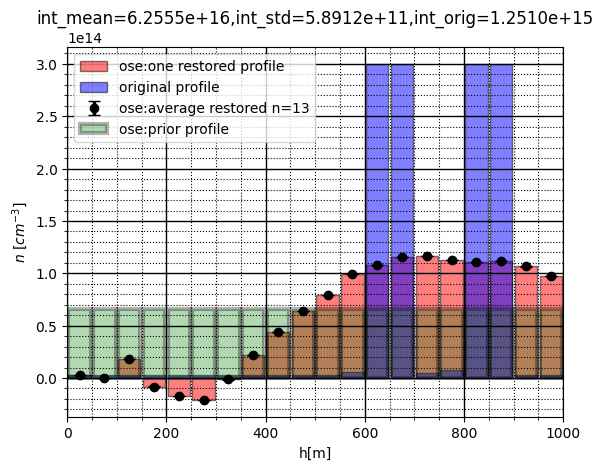 int_mean=6.2555e+16,int_std=5.8912e+11,int_orig=1.2510e+15
1e14
ose:one restored profile
original profile
ose:average restored n=13
ose:prior profile
3.0
2.5
2.0
1.5
1.0
0.5
0.0
n [cm⁻³]
0 200 400 600 800 1000
h[m]